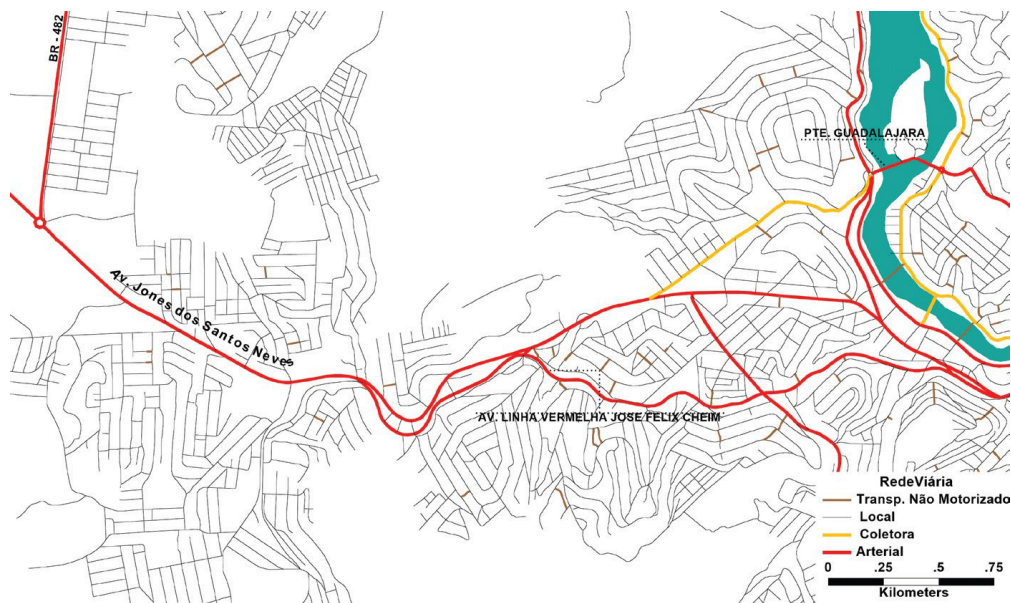 BR - 482
PTE. GUADALAJARA
Av. Jones dos Santos Neves
AV. LINHA VERMELHA JOSE FELIX CHEIM
RedeViária
Transp. Não Motorizado
Local
Coletora
Arterial
0 .25 .5 .75
Kilometers